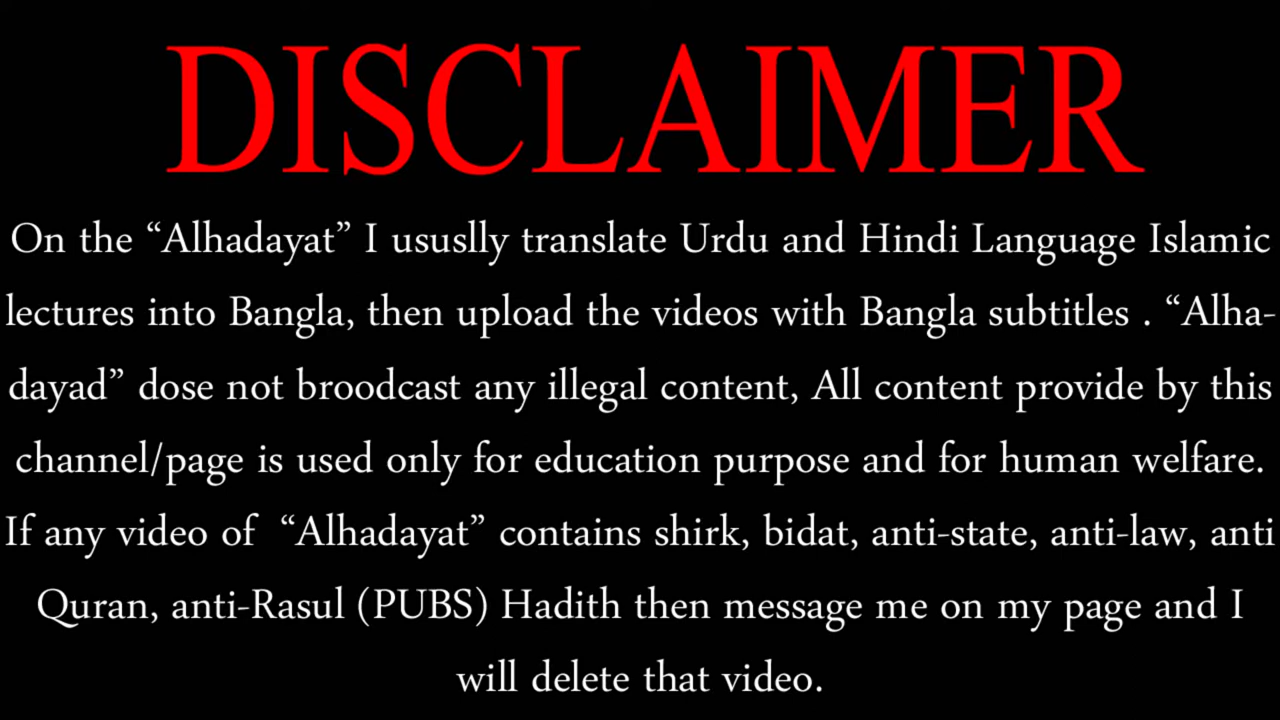 DISCLAIMER
On the “Alhadayat” I ususlly translate Urdu and Hindi Language Islamic
lectures into Bangla, then upload the videos with Bangla subtitles . “Alha-
dayad” dose not broodcast any illegal content, All content provide by this
channel/page is used only for education purpose and for human welfare.
If any video of “Alhadayat” contains shirk, bidat, anti-state, anti-law, anti
Quran, anti-Rasul (PUBS) Hadith then message me on my page and I
will delete that video.